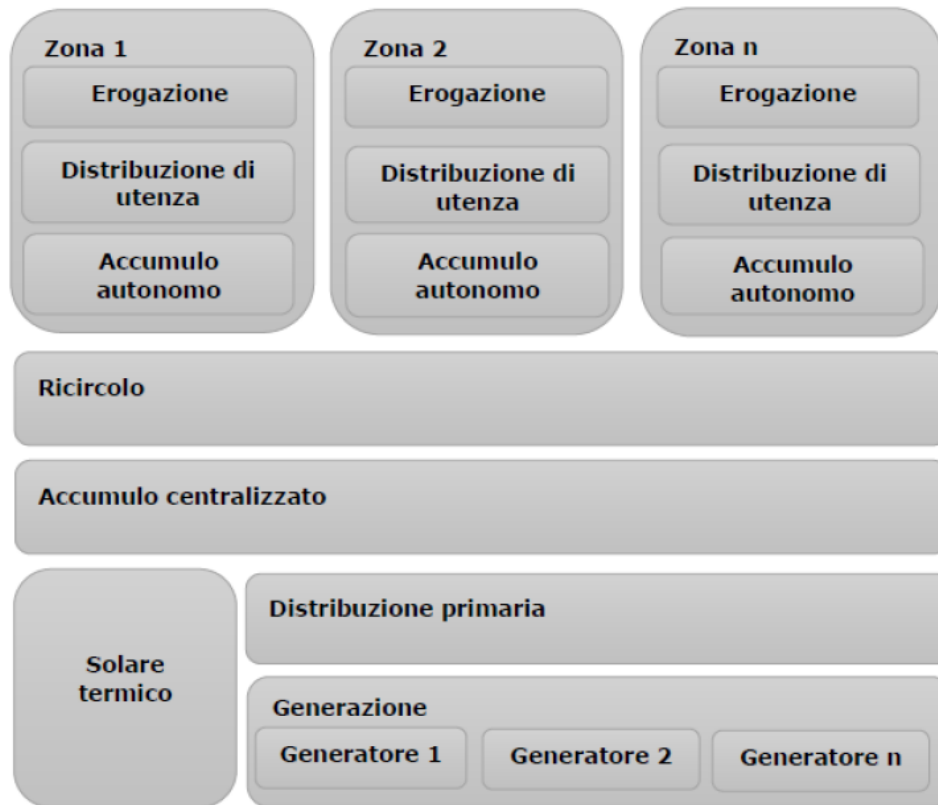 Zona 1
Erogazione
Distribuzione di
utenza
Accumulo
autonomo
Zona 2
Erogazione
Distribuzione di
utenza
Accumulo
autonomo
Zona n
Erogazione
Distribuzione di
utenza
Accumulo
autonomo
Ricircolo
Accumulo centralizzato
Solare
termico
Distribuzione primaria
Generazione
Generatore 1
Generatore 2
Generatore n